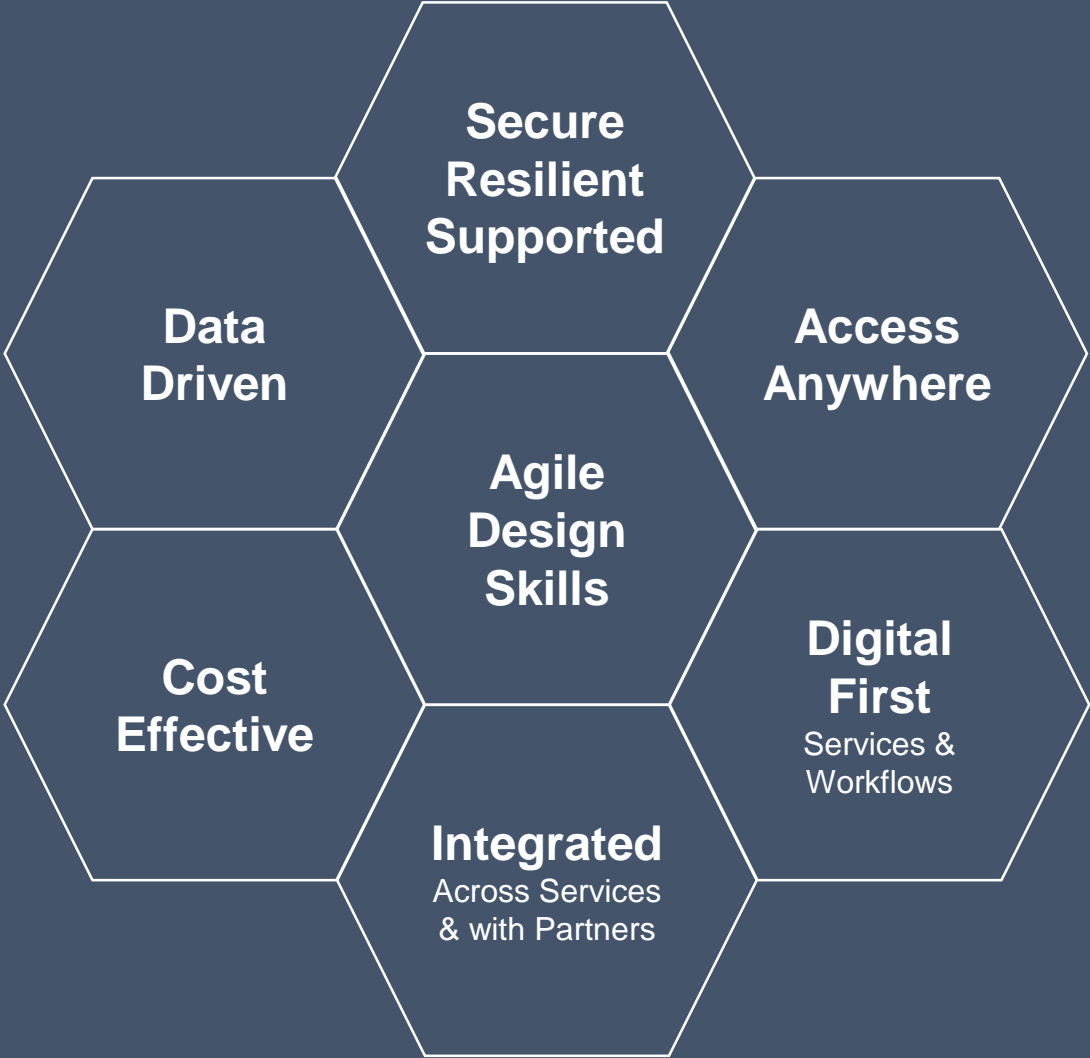 Secure
Resilient
Supported
Data
Driven
Access
Anywhere
Agile
Design
Skills
Cost
Effective
Digital
First
Services &
Workflows
Integrated
Across Services
& with Partners